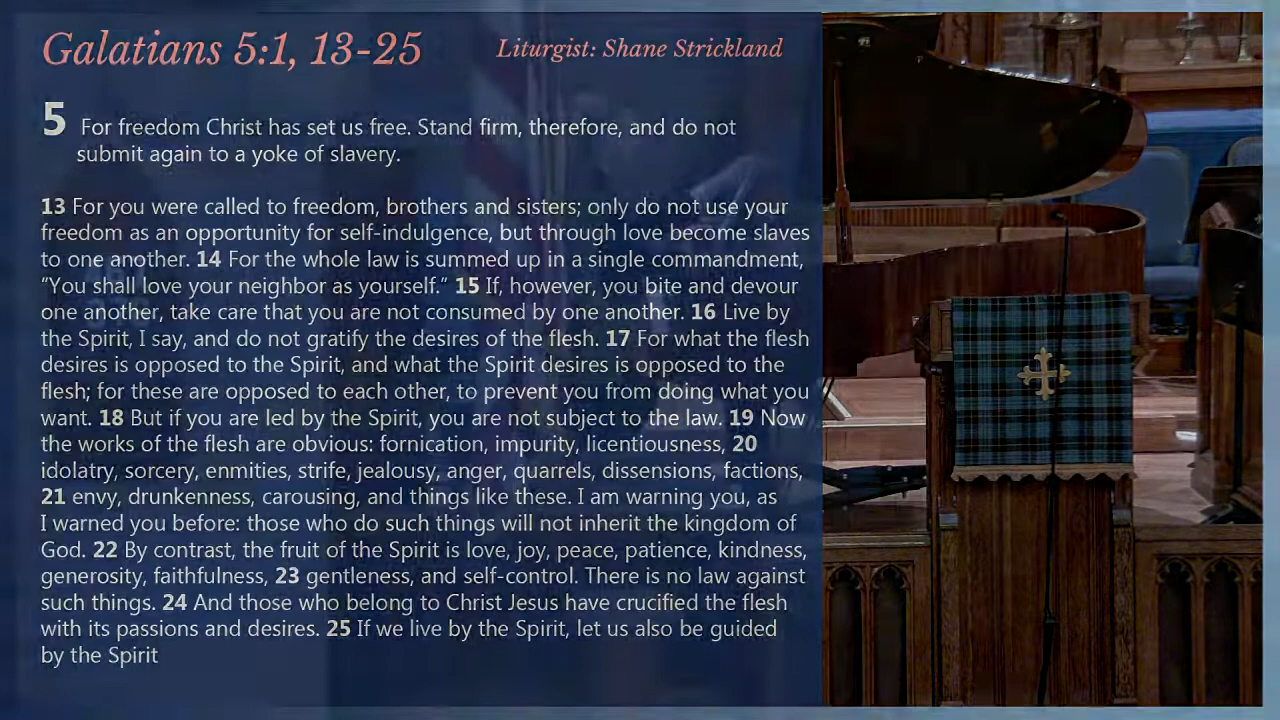 Galatians 5:1, 13-25
Liturgist: Shane Strickland
5 For freedom Christ has set us free. Stand firm, therefore, and do not
submit again to a yoke of slavery.
13 For you were called to freedom, brothers and sisters; only do not use your
freedom as an opportunity for self-indulgence, but through love become slaves
to one another. 14 For the whole law is summed up in a single commandment,
“You shall love your neighbor as yourself.” 15 If, however, you bite and devour
one another, take care that you are not consumed by one another. 16 Live by
the Spirit, I say, and do not gratify the desires of the flesh. 17 For what the flesh
desires is opposed to the Spirit, and what the Spirit desires is opposed to the
flesh; for these are opposed to each other, to prevent you from doing what you
want. 18 But if you are led by the Spirit, you are not subject to the law. 19 Now
the works of the flesh are obvious: fornication, impurity, licentiousness, 20
idolatry, sorcery, enmities, strife, jealousy, anger, quarrels, dissensions, factions,
21 envy, drunkenness, carousing, and things like these. I am warning you, as
I warned you before: those who do such things will not inherit the kingdom of
God. 22 By contrast, the fruit of the Spirit is love, joy, peace, patience, kindness,
generosity, faithfulness, 23 gentleness, and self-control. There is no law against
such things. 24 And those who belong to Christ Jesus have crucified the flesh
with its passions and desires. 25 If we live by the Spirit, let us also be guided
by the Spirit